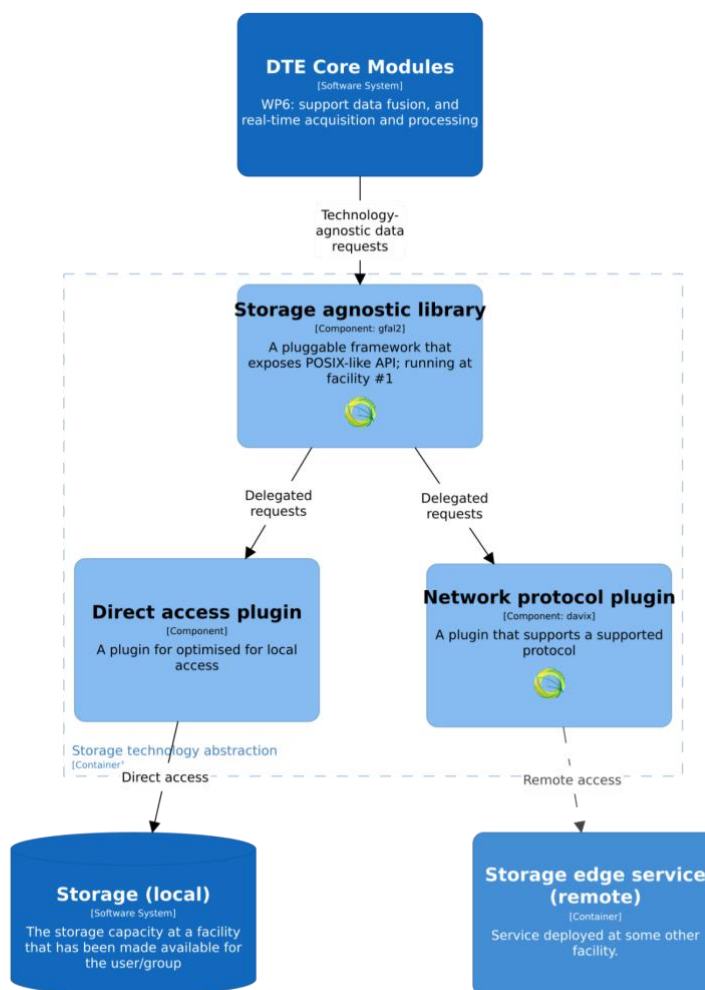 DTE Core Modules
[Software System]
WP6: support data fusion, and
real-time acquisition and processing
Technology-
agnostic data
requests
Storage agnostic library
[Component: gfal2]
A pluggable framework that
exposes POSIX-like API; running at
facility #1
Delegated
requests
Delegated
requests
Direct access plugin
[Component]
A plugin for optimised for local
access
Network protocol plugin
[Component: davix]
A plugin that supports a supported
protocol
Storage technology abstraction
[Container]
Direct access
Remote access
Storage (local)
[Software System]
The storage capacity at a facility
that has been made available for
the user/group
Storage edge service
(remote)
[Container]
Service deployed at some other
facility.